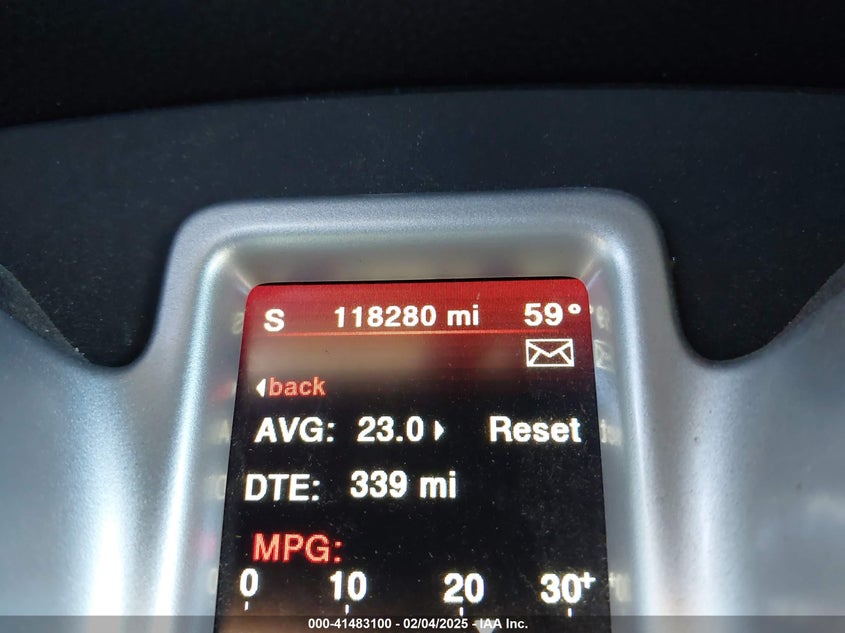 S 118280 mi 59°
back
AVG: 23.0 Reset
DTE: 339 mi
MPG:
0 10 20 30+
000-41483100 - 02/04/2025 - IAA Inc.